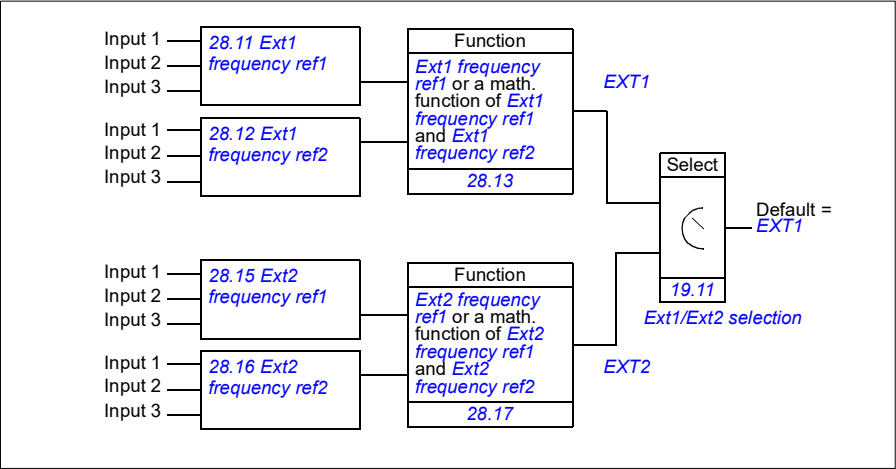 Input 1
Input 2
Input 3
28.11 Ext1
frequency ref1
Input 1
Input 2
Input 3
28.12 Ext1
frequency ref2
Function
Ext1 frequency
ref1 or a math.
function of Ext1
frequency ref1
and Ext1
frequency ref2
28.13
EXT1
Select
19.11
Ext1/Ext2 selection
Default =
EXT1
Input 1
Input 2
Input 3
28.15 Ext2
frequency ref1
Input 1
Input 2
Input 3
28.16 Ext2
frequency ref2
Function
Ext2 frequency
ref1 or a math.
function of Ext2
frequency ref1
and Ext2
frequency ref2
28.17
EXT2